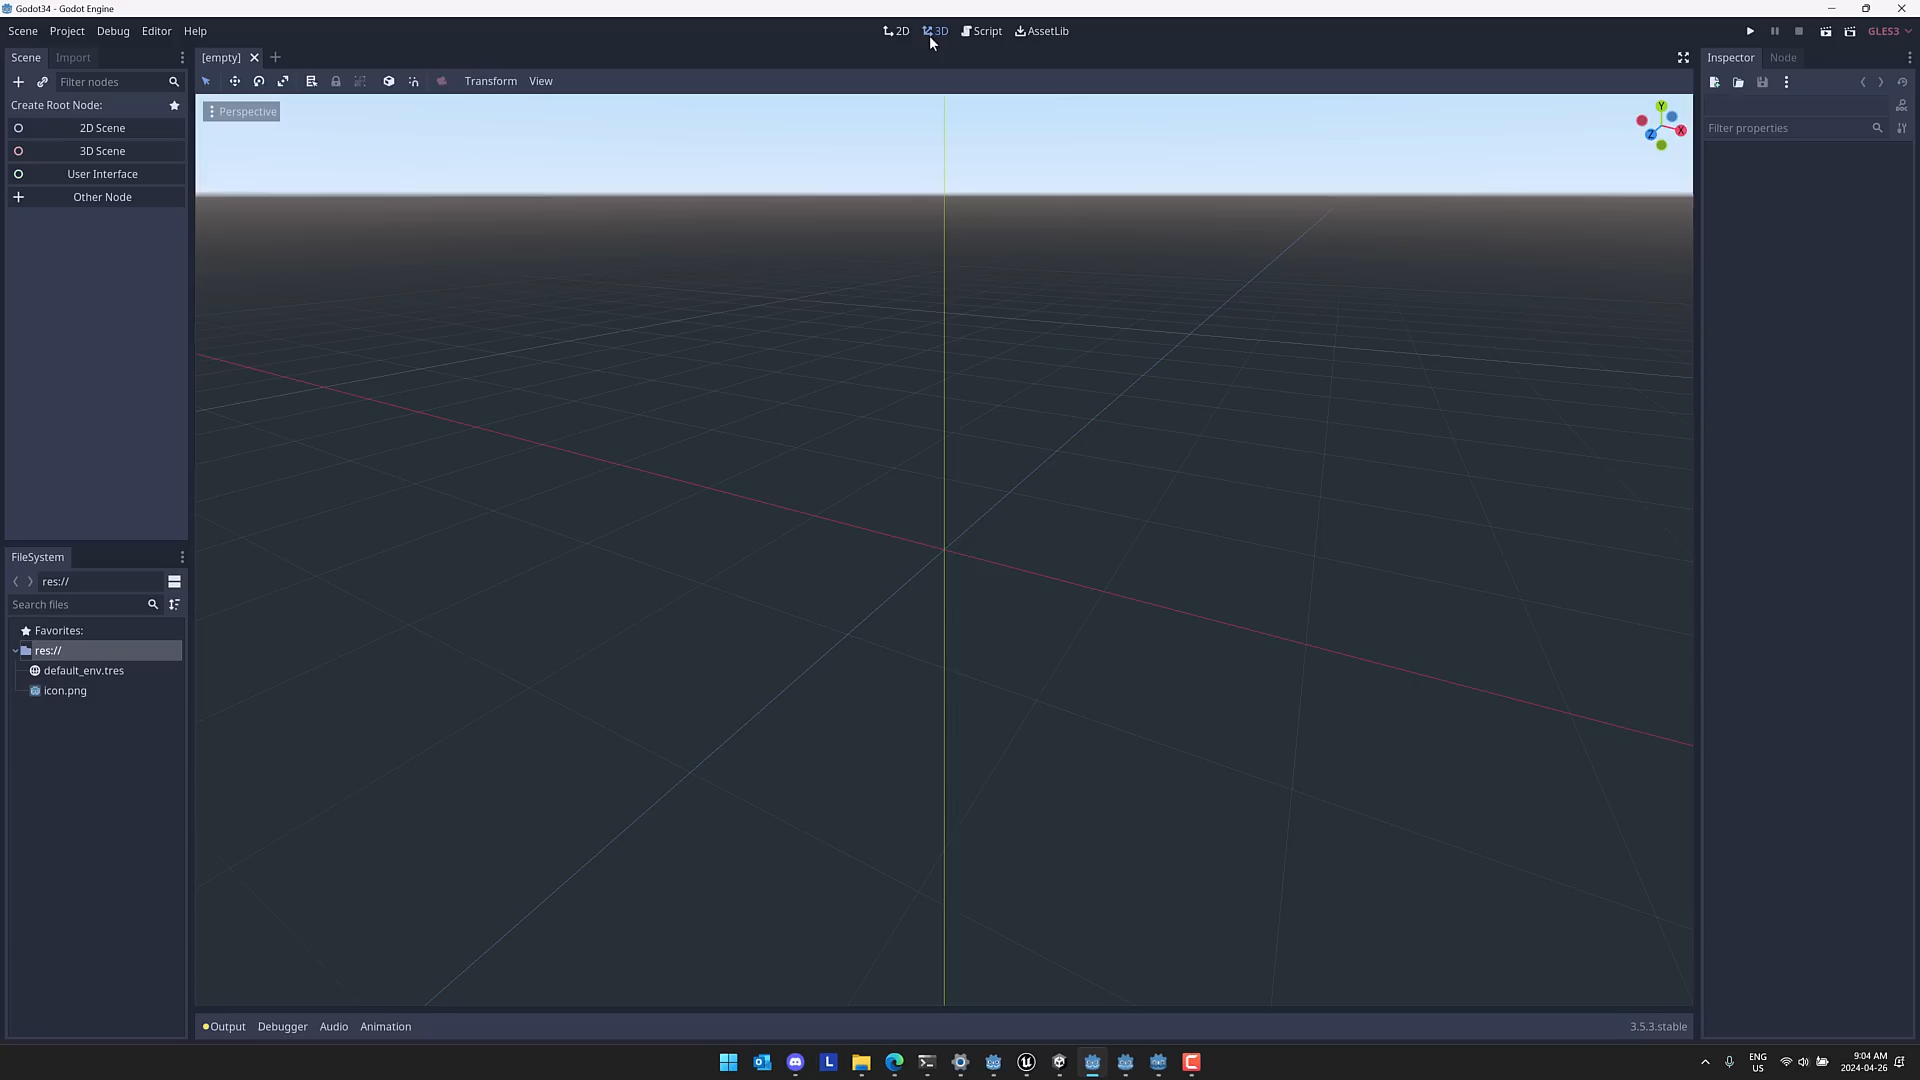 Godot34 - Godot Engine
Scene Project Debug Editor Help
2D 3D Script AssetLib
GLES3
Scene Import
[empty]
Inspector Node
Filter nodes
Transform View
Create Root Node:
2D Scene
3D Scene
User Interface
Other Node
Perspective
Y
X
Z
DOC
Filter properties
FileSystem
res://
Search files
Favorites:
res://
default_env.tres
icon.png
Output Debugger Audio Animation
3.5.3.stable
L
ENG
US
9:04 AM
2024-04-26